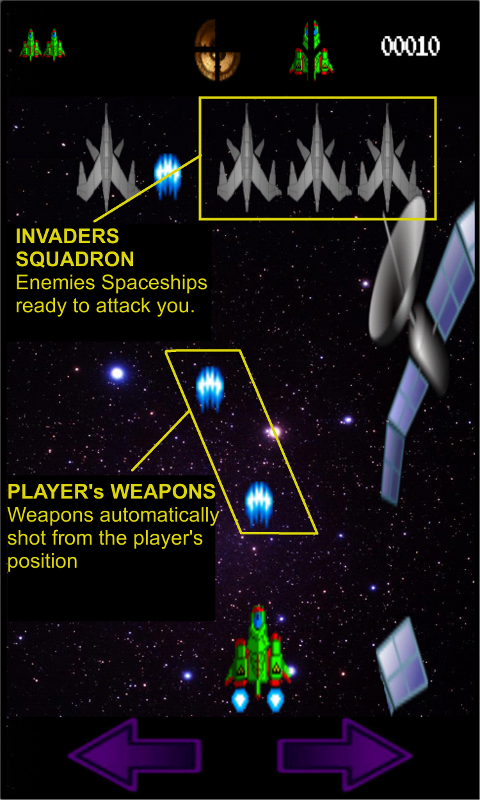 00010
INVADERS
SQUADRON
Enemies Spaceships
ready to attack you.
PLAYER's WEAPONS
Weapons automatically
shot from the player's
position